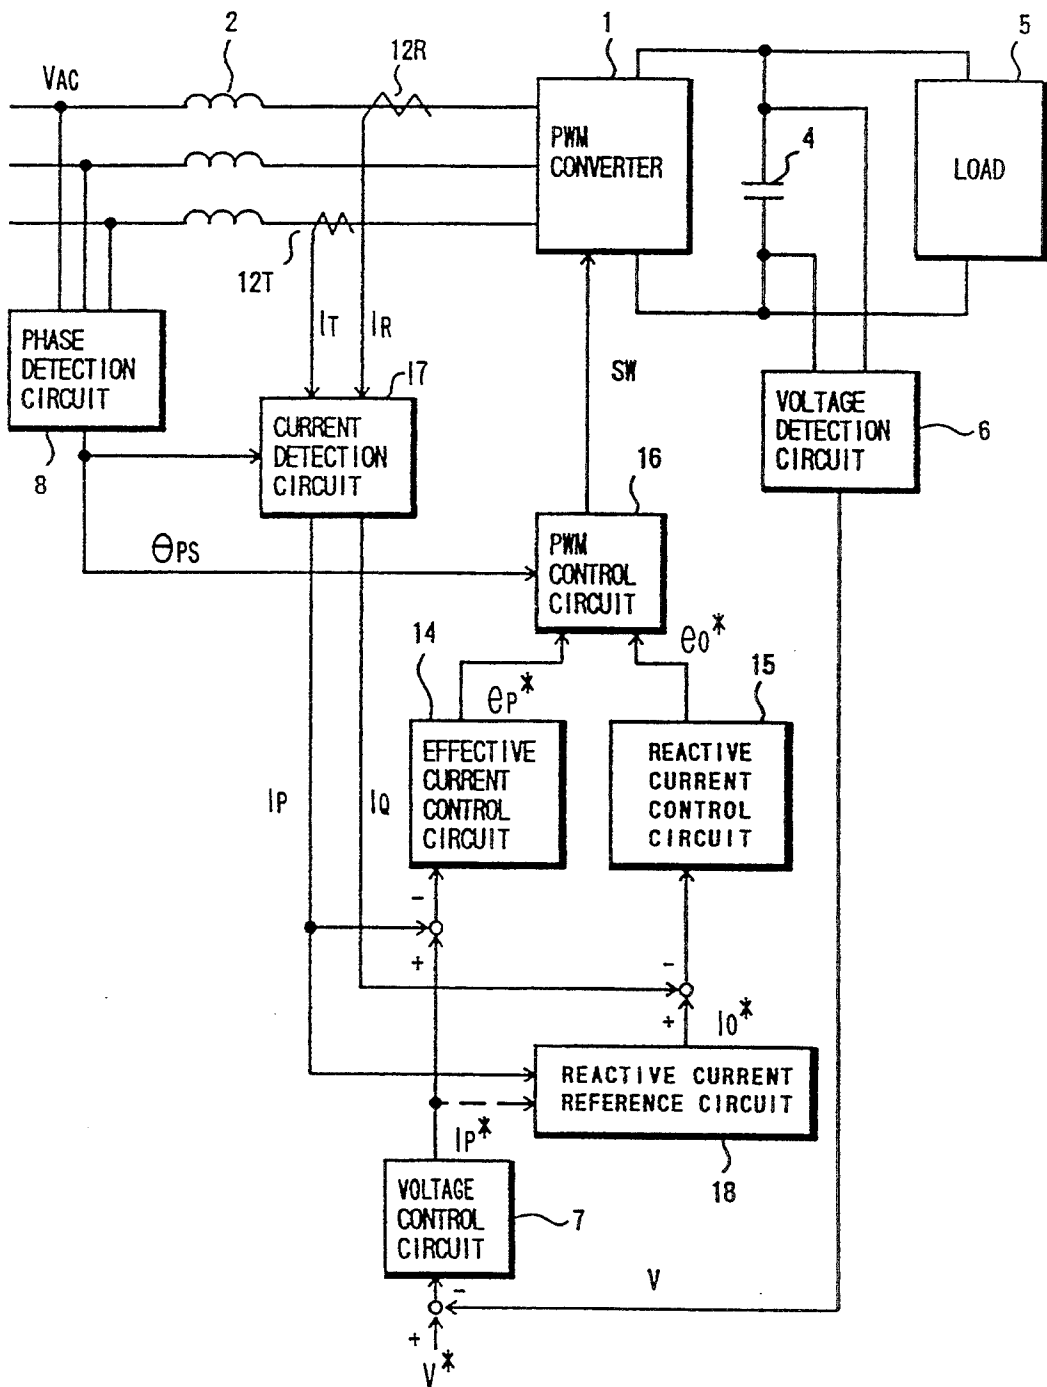 2
12R
1
5
VAC
PWM
CONVERTER
4
LOAD
12T
IT
IR
PHASE
DETECTION
CIRCUIT
8
17
CURRENT
DETECTION
CIRCUIT
SW
VOLTAGE
DETECTION
CIRCUIT
6
16
θPS
PWM
CONTROL
CIRCUIT
14
eP*
eQ*
15
EFFECTIVE
CURRENT
CONTROL
CIRCUIT
REACTIVE
CURRENT
CONTROL
CIRCUIT
IP
IQ
-
+
-
+
IQ*
REACTIVE CURRENT
REFERENCE CIRCUIT
18
IP*
VOLTAGE
CONTROL
CIRCUIT
7
V
-
+
V*